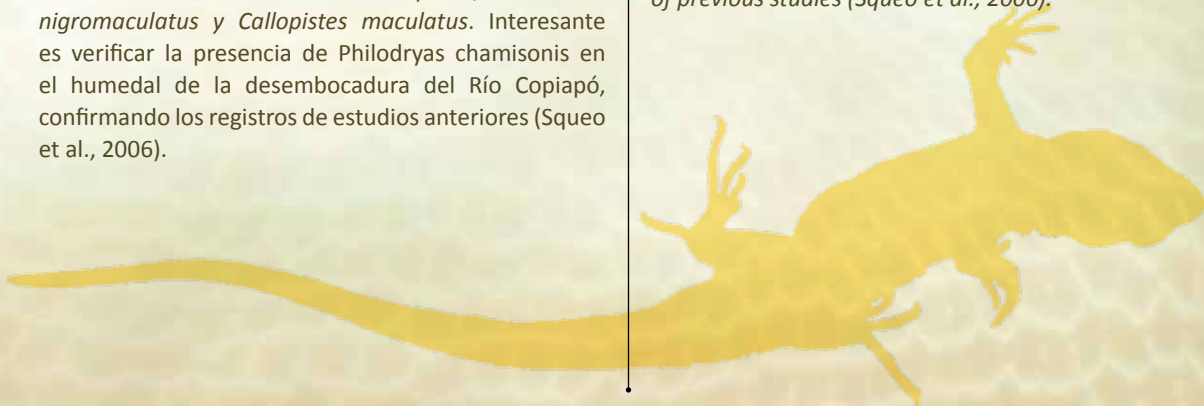 nigromaculatus y Callopistes maculatus. Interesante
es verificar la presencia de Philodryas chamisonis en
el humedal de la desembocadura del Río Copiapó,
confirmando los registros de estudios anteriores (Squeo
et al., 2006).
of previous studies (Squeo et al., 2006).